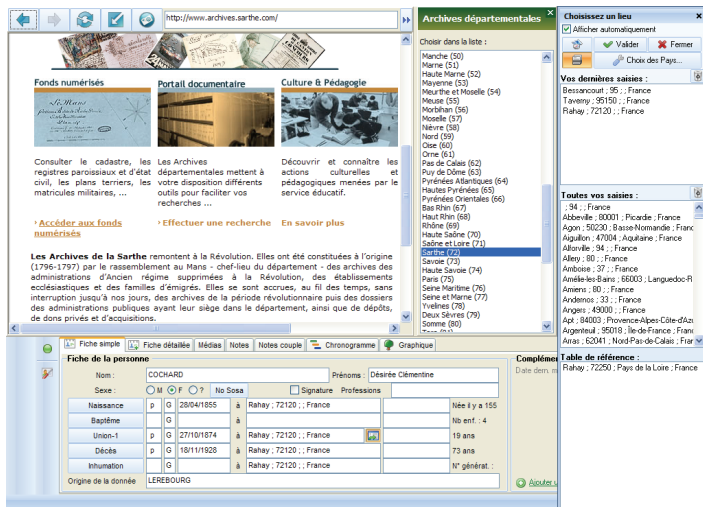 http://www.archives.sarthe.com/
Fonds numérisés
Portail documentaire
Culture & Pédagogie
Consulter le cadastre, les
registres paroissiaux et d'état
civil, les plans terriers, les
matricules militaires, ...
Les Archives
départementales mettent à
votre disposition différents
outils pour faciliter vos
recherches ...
Découvrir et connaître les
actions culturelles et
pédagogiques menées par le
service éducatif.
Accéder aux fonds
numérisés
Effectuer une recherche
En savoir plus
Les Archives de la Sarthe remontent à la Révolution. Elles ont été constituées à l'origine
(1796-1797) par le rassemblement au Mans - chef-lieu du département - des archives des
administrations d'Ancien régime supprimées à la Révolution, des établissements
ecclésiastiques et des familles d'émigrés. Elles se sont accrues, au fil des temps, sans
interruption jusqu'à nos jours, des archives de la période révolutionnaire puis des dossiers
des administrations publiques ayant leur siège dans le département, ainsi que de dépôts,
de dons privés et d'acquisitions.
Archives départementales
Choisir dans la liste :
Manche (50)
Marne (51)
Haute Marne (52)
Mayenne (53)
Meurthe et Moselle (54)
Meuse (55)
Morbihan (56)
Moselle (57)
Nièvre (58)
Nord (59)
Oise (60)
Orne (61)
Pas de Calais (62)
Puy de Dôme (63)
Pyrénées Atlantiques (64)
Hautes Pyrénées (65)
Pyrénées Orientales (66)
Bas Rhin (67)
Haut Rhin (68)
Rhône (69)
Haute Saône (70)
Saône et Loire (71)
Sarthe (72)
Savoie (73)
Haute Savoie (74)
Paris (75)
Seine Maritime (76)
Seine et Marne (77)
Yvelines (78)
Deux Sèvres (79)
Somme (80)
Choisissez un lieu
Afficher automatiquement
Valider
Fermer
Choix des Pays...
Vos dernières saisies :
Bessancourt ; 95 ; ; France
Taverny ; 95150 ; ; France
Rahay ; 72120 ; ; France
Toutes vos saisies :
; 94 ; ; France
Abbeville ; 80001 ; Picardie ; France
Agon ; 50230 ; Basse-Normandie ; Franc
Aiguillon ; 47004 ; Aquitaine ; France
Alforville ; 94 ; ; France
Allery ; 80 ; ; France
Amboise ; 37 ; ; France
Amélie-les-Bains ; 66003 ; Languedoc-R
Amiens ; 80 ; ; France
Andernos ; 33 ; ; France
Angers ; 49000 ; ; France
Apt ; 84003 ; Provence-Alpes-Côte-d'Azu
Argenteuil ; 95018 ; Île-de-France ; Franc
Arras ; 62041 ; Nord-Pas-de-Calais ; Fran
Table de référence :
Rahay ; 72250 ; Pays de la Loire ; France
Fiche simple
Fiche détaillée
Médias
Notes
Notes couple
Chronogramme
Graphique
Fiche de la personne
Nom :
COCHARD
Prénoms :
Désirée Clémentine
Sexe :
M
F
?
No Sosa
Signature
Professions
Naissance
p
G
28/04/1855
à
Rahay ; 72120 ; ; France
Née il y a 155
Baptême
G
à
Nb enf. : 4
Union-1
p
G
27/10/1874
à
Rahay ; 72120 ; ; France
19 ans
Décès
p
G
18/11/1928
à
Rahay ; 72120 ; ; France
73 ans
Inhumation
G
à
Rahay ; 72120 ; ; France
N° générat. :
Origine de la donnée
LEREBOURG
Complémen
Date dern. m
Ajouter u